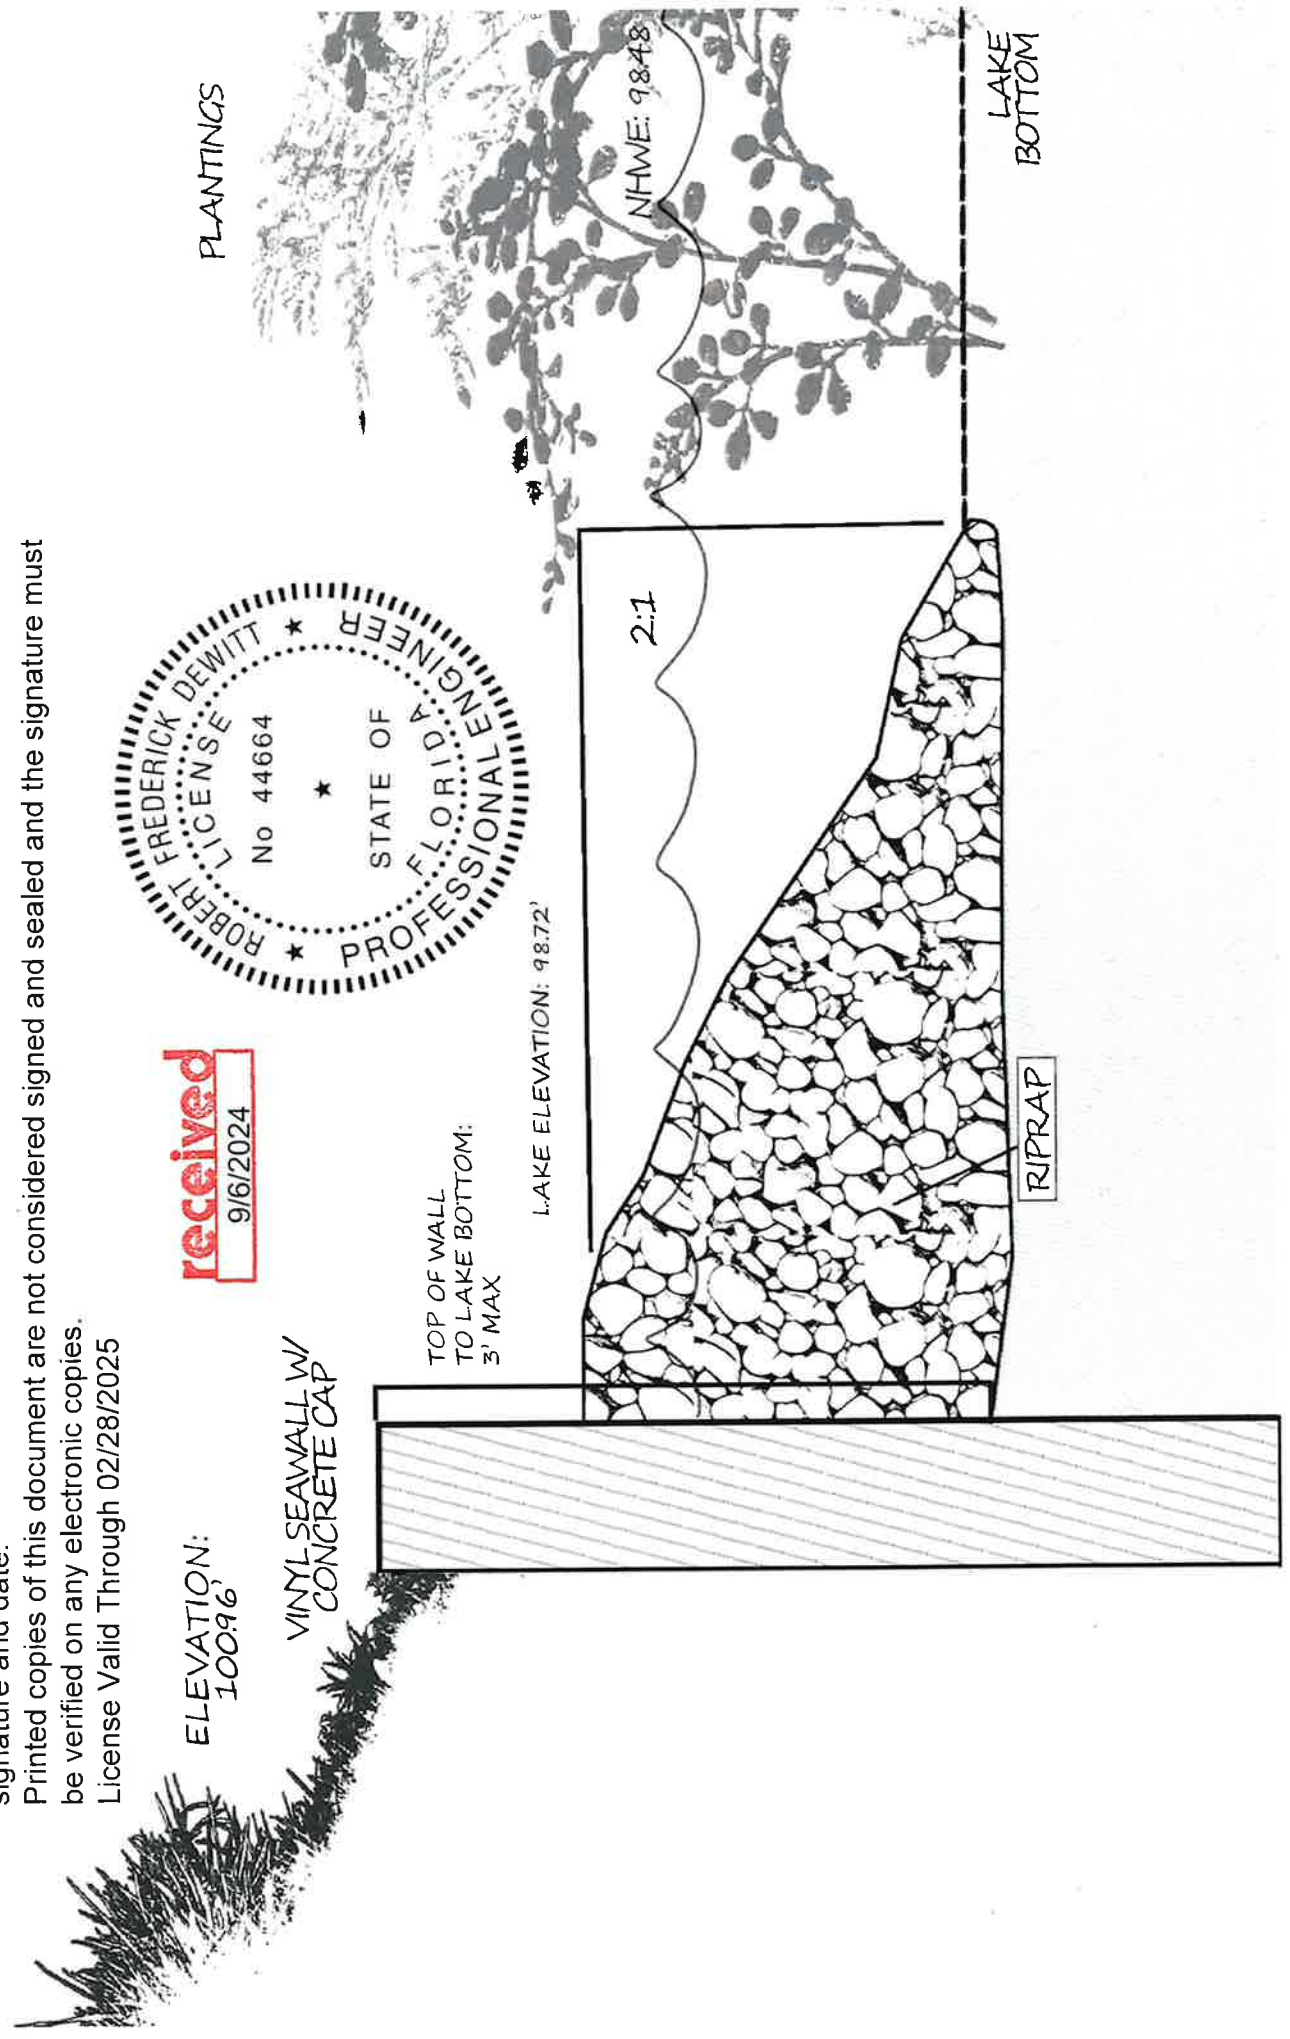 signature and date.
Printed copies of this document are not considered signed and sealed and the signature must
be verified on any electronic copies.
License Valid Through 02/28/2025
received
9/6/2024
ROBERT FREDERICK DEWITT
LICENSE
No 44664
STATE OF
FLORIDA
PROFESSIONAL ENGINEER
PLANTINGS
ELEVATION:
100.96'
VINYL SEAWALL W/
CONCRETE CAP
TOP OF WALL
TO LAKE BOTTOM:
3' MAX
LAKE ELEVATION: 98.72'
2:1
NHWE: 98.48
RIPRAP
LAKE
BOTTOM